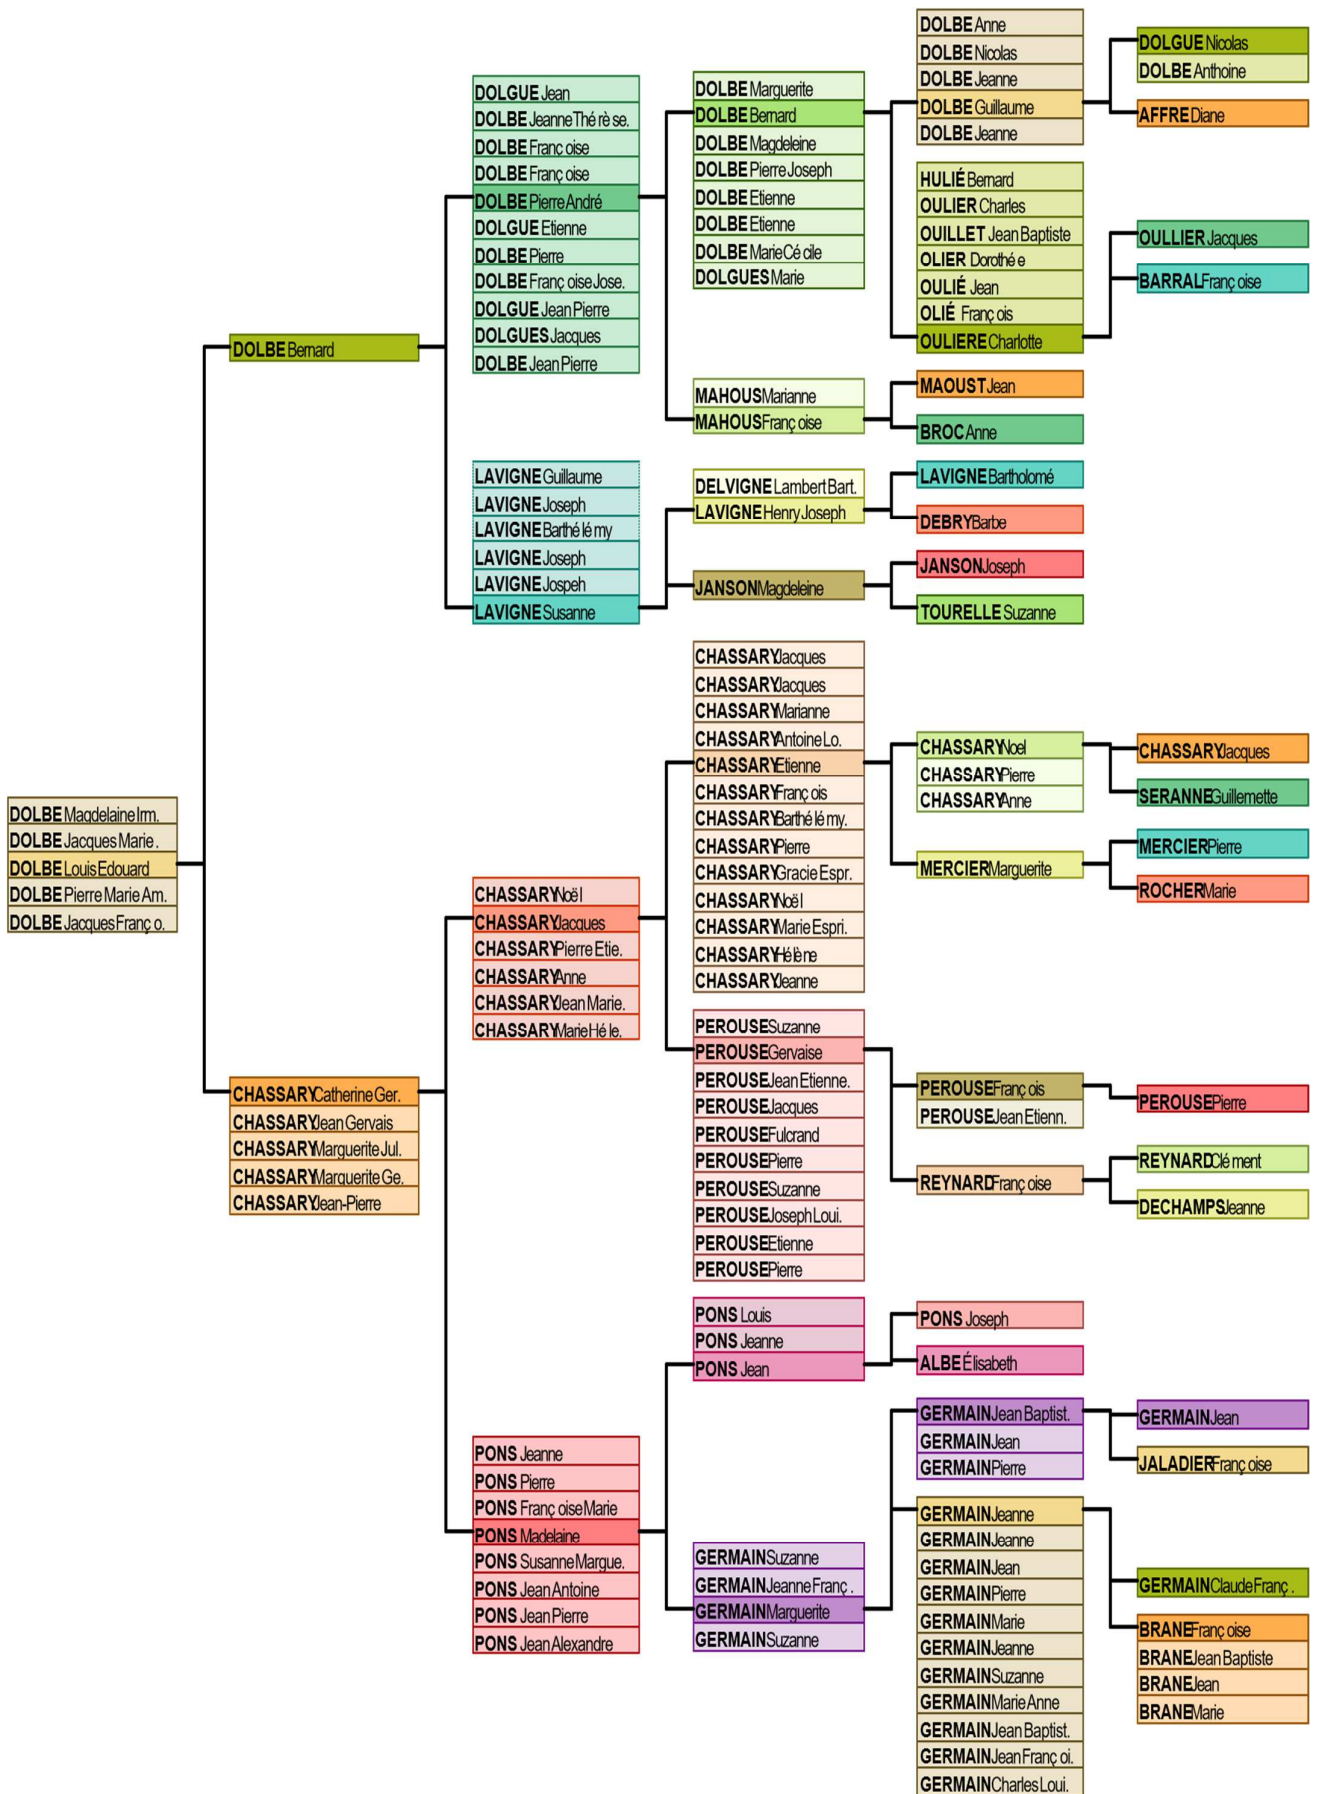 DOLBE Magdelaine Irm.
DOLBE Jacques Marie .
DOLBE Louis Edouard
DOLBE Pierre Marie Am.
DOLBE Jacques Franç o.
DOLBE Bernard
CHASSARY Catherine Ger.
CHASSARY Jean Gervais
CHASSARY Marguerite Jul.
CHASSARY Marguerite Ge.
CHASSARY Jean-Pierre
DOLGUE Jean
DOLBE Jeanne Thé rè se.
DOLBE Franç oise
DOLBE Franç oise
DOLBE Pierre André
DOLGUE Etienne
DOLBE Pierre
DOLBE Franç oise Jose.
DOLGUE Jean Pierre
DOLGUES Jacques
DOLBE Jean Pierre
LAVIGNE Guillaume
LAVIGNE Joseph
LAVIGNE Barthé lé my
LAVIGNE Joseph
LAVIGNE Jospeh
LAVIGNE Susanne
CHASSARY Noë l
CHASSARY Jacques
CHASSARY Pierre Etie.
CHASSARY Anne
CHASSARY Jean Marie.
CHASSARY Marie Hé le.
PONS Jeanne
PONS Pierre
PONS Franç oise Marie
PONS Madelaine
PONS Susanne Margue.
PONS Jean Antoine
PONS Jean Pierre
PONS Jean Alexandre
DOLBE Marguerite
DOLBE Bernard
DOLBE Magdeleine
DOLBE Pierre Joseph
DOLBE Etienne
DOLBE Etienne
DOLBE Marie Cé cile
DOLGUES Marie
MAHOUS Marianne
MAHOUS Franç oise
DELVIGNE Lambert Bart.
LAVIGNE Henry Joseph
JANSON Magdeleine
CHASSARY Jacques
CHASSARY Jacques
CHASSARY Marianne
CHASSARY Antoine Lo.
CHASSARY Etienne
CHASSARY Franç ois
CHASSARY Barthé lé my.
CHASSARY Pierre
CHASSARY Gracie Espr.
CHASSARY Noë l
CHASSARY Marie Espri.
CHASSARY Hé lè ne
CHASSARY Jeanne
PEROUSE Suzanne
PEROUSE Gervaise
PEROUSE Jean Etienne.
PEROUSE Jacques
PEROUSE Fulcrand
PEROUSE Pierre
PEROUSE Suzanne
PEROUSE Joseph Loui.
PEROUSE Etienne
PEROUSE Pierre
PONS Louis
PONS Jeanne
PONS Jean
GERMAIN Suzanne
GERMAIN Jeanne Franç .
GERMAIN Marguerite
GERMAIN Suzanne
DOLBE Anne
DOLBE Nicolas
DOLBE Jeanne
DOLBE Guillaume
DOLBE Jeanne
HULIÉ Bernard
OULIER Charles
OUILLET Jean Baptiste
OLIER Dorothé e
OULIÉ Jean
OLIÉ Franç ois
OULIERE Charlotte
MAOUST Jean
BROC Anne
LAVIGNE Bartholomé
DEBRY Barbe
JANSON Joseph
TOURELLE Suzanne
CHASSARY Noel
CHASSARY Pierre
CHASSARY Anne
MERCIER Marguerite
PEROUSE Franç ois
PEROUSE Jean Etienn.
REYNARD Franç oise
PONS Joseph
ALBE Élisabeth
GERMAIN Jean Baptist.
GERMAIN Jean
GERMAIN Pierre
GERMAIN Jeanne
GERMAIN Jeanne
GERMAIN Jean
GERMAIN Pierre
GERMAIN Marie
GERMAIN Jeanne
GERMAIN Suzanne
GERMAIN Marie Anne
GERMAIN Jean Baptist.
GERMAIN Jean Franç oi.
GERMAIN Charles Loui.
DOLGUE Nicolas
DOLBE Anthoine
AFFRE Diane
OULLIER Jacques
BARRAL Franç oise
CHASSARY Jacques
SERANNE Guillemette
MERCIER Pierre
ROCHER Marie
PEROUSE Pierre
REYNARD Clé ment
DECHAMPS Jeanne
GERMAIN Jean
JALADIER Franç oise
GERMAIN Claude Franç .
BRANE Franç oise
BRANE Jean Baptiste
BRANE Jean
BRANE Marie